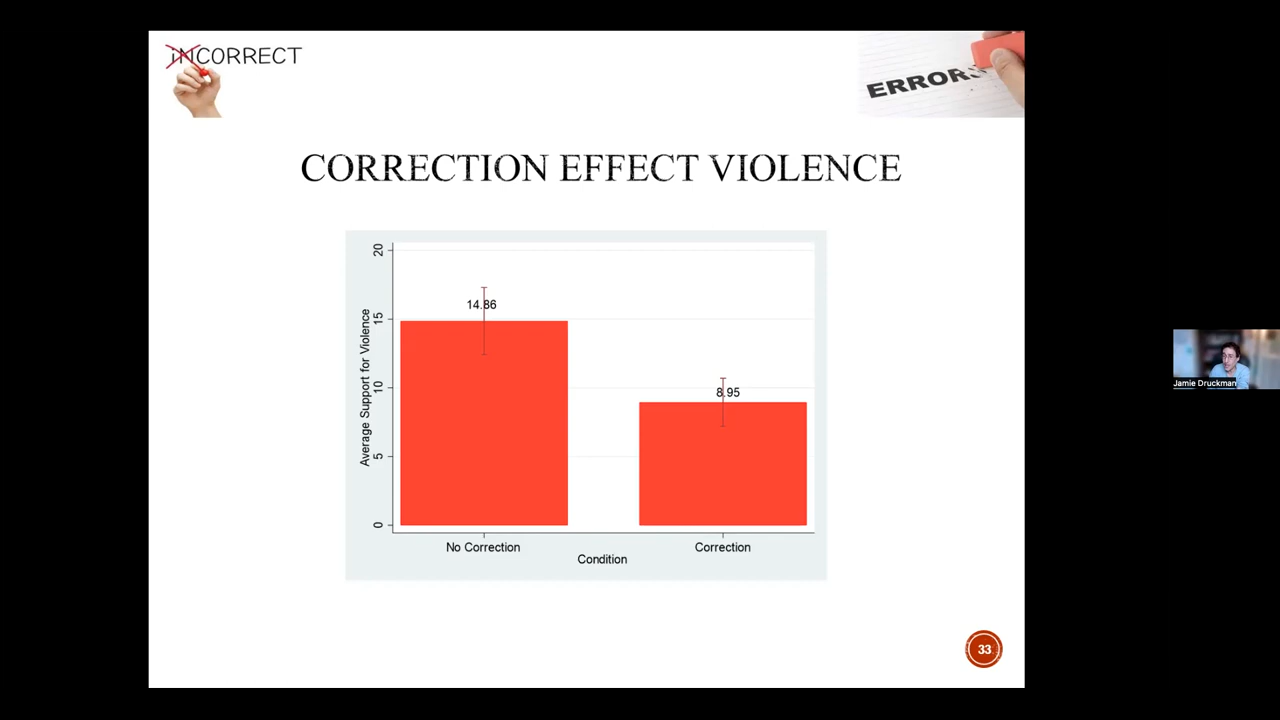 iNCORRECT
ERRORS
CORRECTION EFFECT VIOLENCE
Average Support for Violence
20
15
10
5
0
14.86
8.95
No Correction
Correction
Condition
33
Jamie Druckman